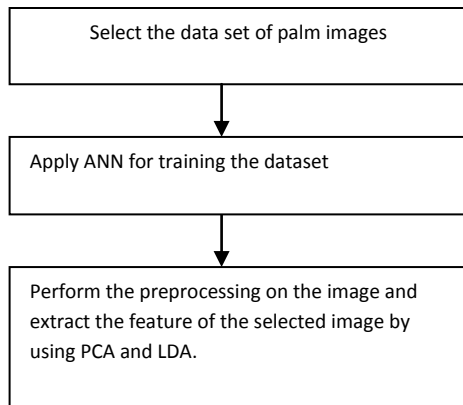 Select the data set of palm images
Apply ANN for training the dataset
Perform the preprocessing on the image and
extract the feature of the selected image by
using PCA and LDA.